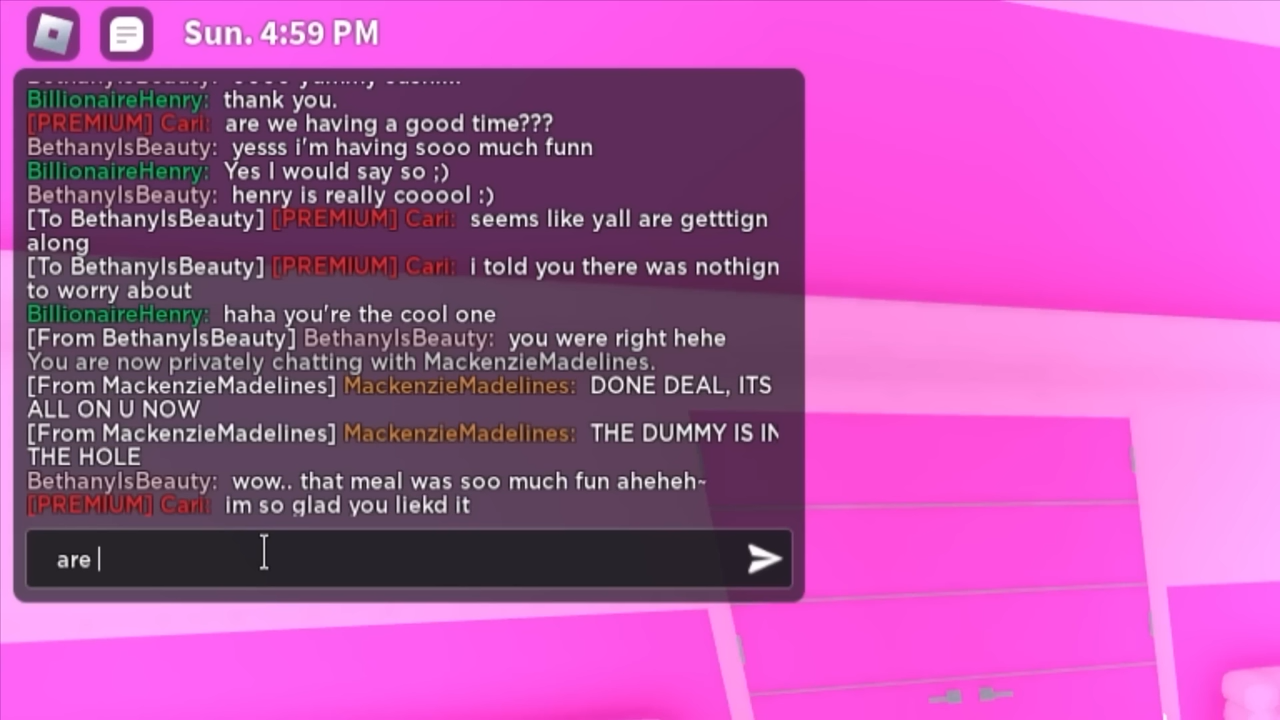 Sun. 4:59 PM
BillionaireHenry: thank you.
[PREMIUM] Cari: are we having a good time???
BethanyIsBeauty: yesss i'm having sooo much funn
BillionaireHenry: Yes I would say so ;)
BethanyIsBeauty: henry is really cooool :)
[To BethanyIsBeauty] [PREMIUM] Cari: seems like yall are getttign
along
[To BethanyIsBeauty] [PREMIUM] Cari: i told you there was nothign
to worry about
BillionaireHenry: haha you're the cool one
[From BethanyIsBeauty] BethanyIsBeauty: you were right hehe
You are now privately chatting with MackenzieMadelines.
[From MackenzieMadelines] MackenzieMadelines: DONE DEAL, ITS
ALL ON U NOW
[From MackenzieMadelines] MackenzieMadelines: THE DUMMY IS IN
THE HOLE
BethanyIsBeauty: wow.. that meal was soo much fun aheheh~
[PREMIUM] Cari: im so glad you liekd it
are